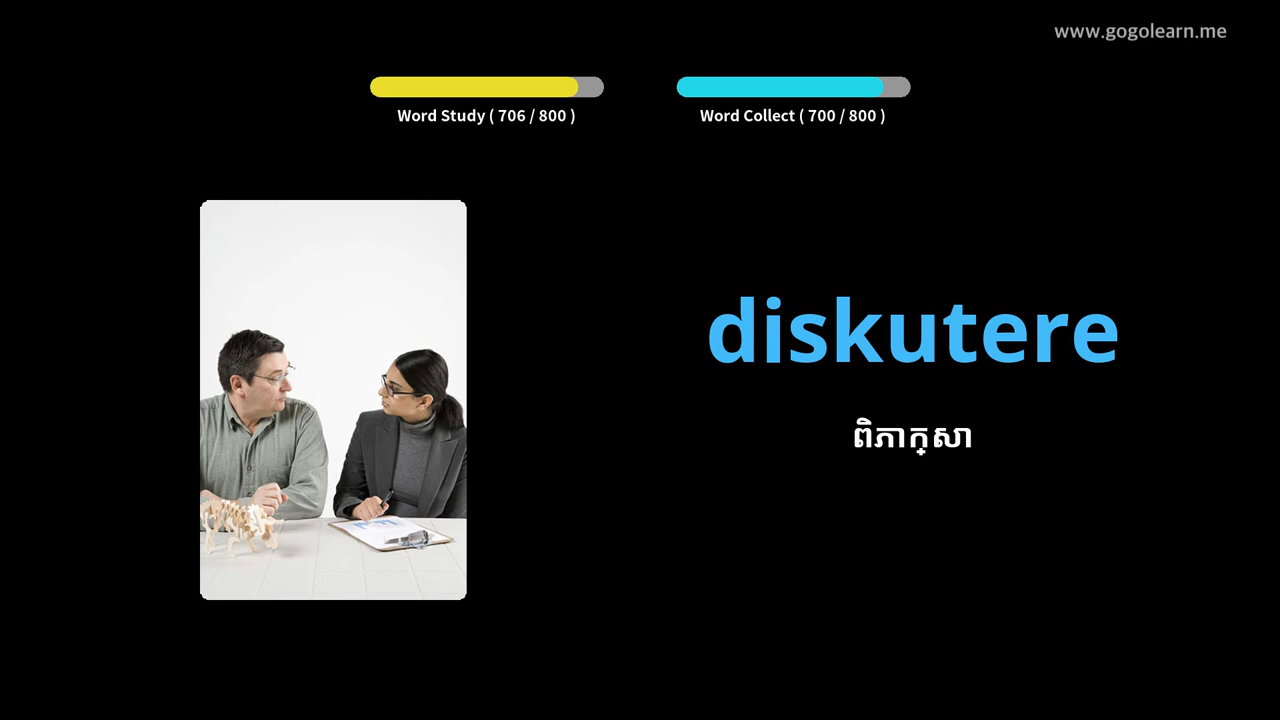 www.gogolearn.me
Word Study ( 706 / 800 )
Word Collect ( 700 / 800 )
diskutere
ពិភាក្សា